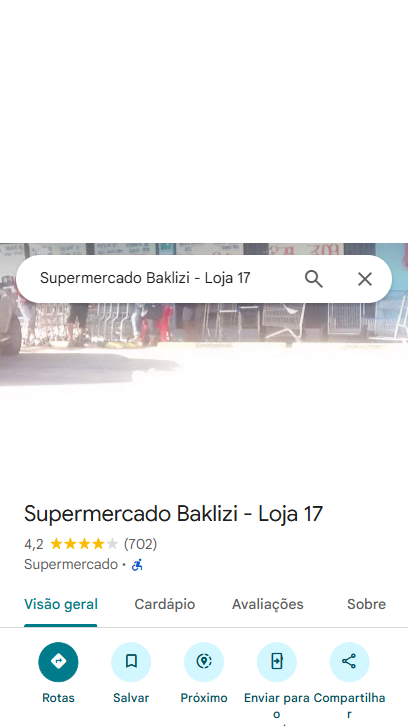 Supermercado Baklizi - Loja 17
Supermercado Baklizi - Loja 17
4,2 (702)
Supermercado ·
Visão geral Cardápio Avaliações Sobre
Rotas Salvar Próximo Enviar para o Compartilhar